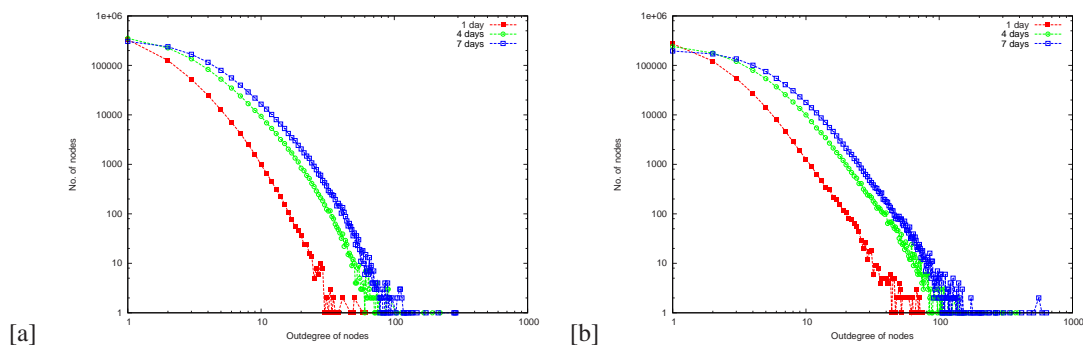 1e+06
100000
10000
1000
100
10
1
1
10
100
1000
No. of nodes
Outdegree of nodes
1 day
4 days
7 days
[a]
1e+06
100000
10000
1000
100
10
1
1
10
100
1000
No. of nodes
Outdegree of nodes
1 day
4 days
7 days
[b]